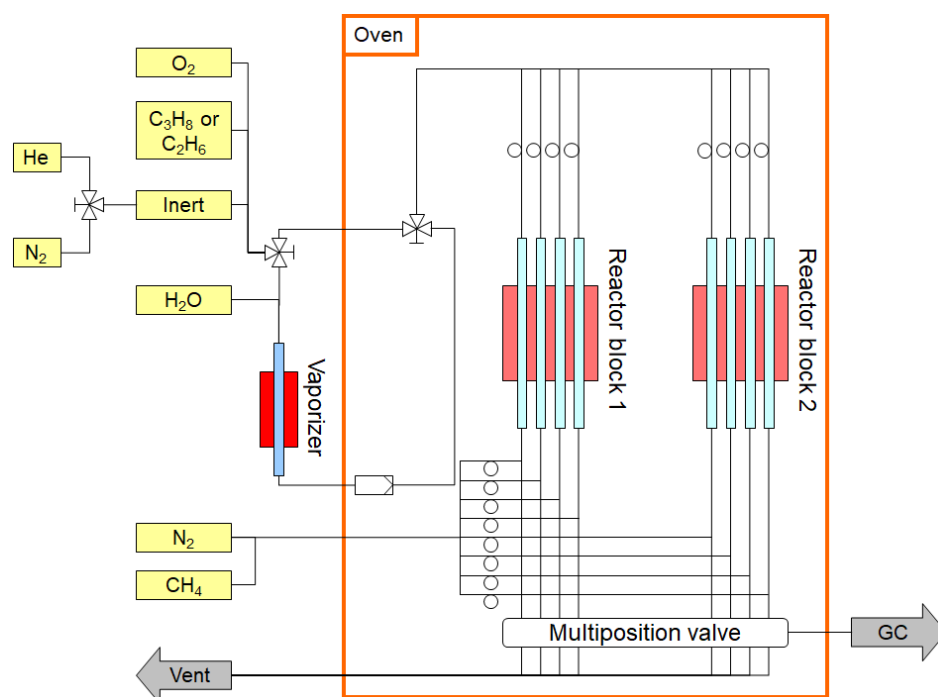 Oven
O₂
C₃H₈ or
C₂H₆
He
Inert
N₂
H₂O
Vaporizer
Reactor block 1
Reactor block 2
N₂
CH₄
Multiposition valve
GC
Vent